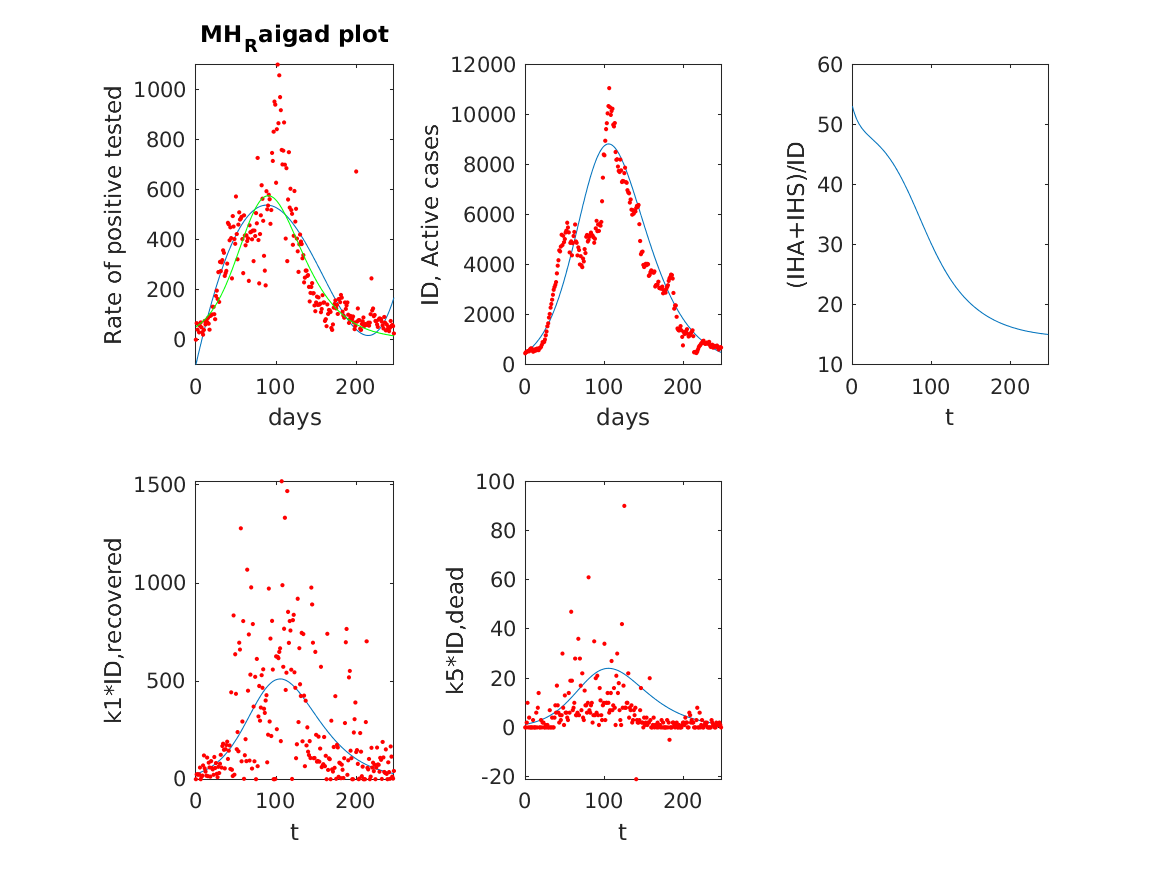 MH_Raigad plot
Rate of positive tested
1000
800
600
400
200
0
0 100 200
days
ID, Active cases
12000
10000
8000
6000
4000
2000
0
0 100 200
days
(IHA+IHS)/ID
60
50
40
30
20
10
0 100 200
t
k1*ID,recovered
1500
1000
500
0
0 100 200
t
k5*ID,dead
100
80
60
40
20
0
-20
0 100 200
t